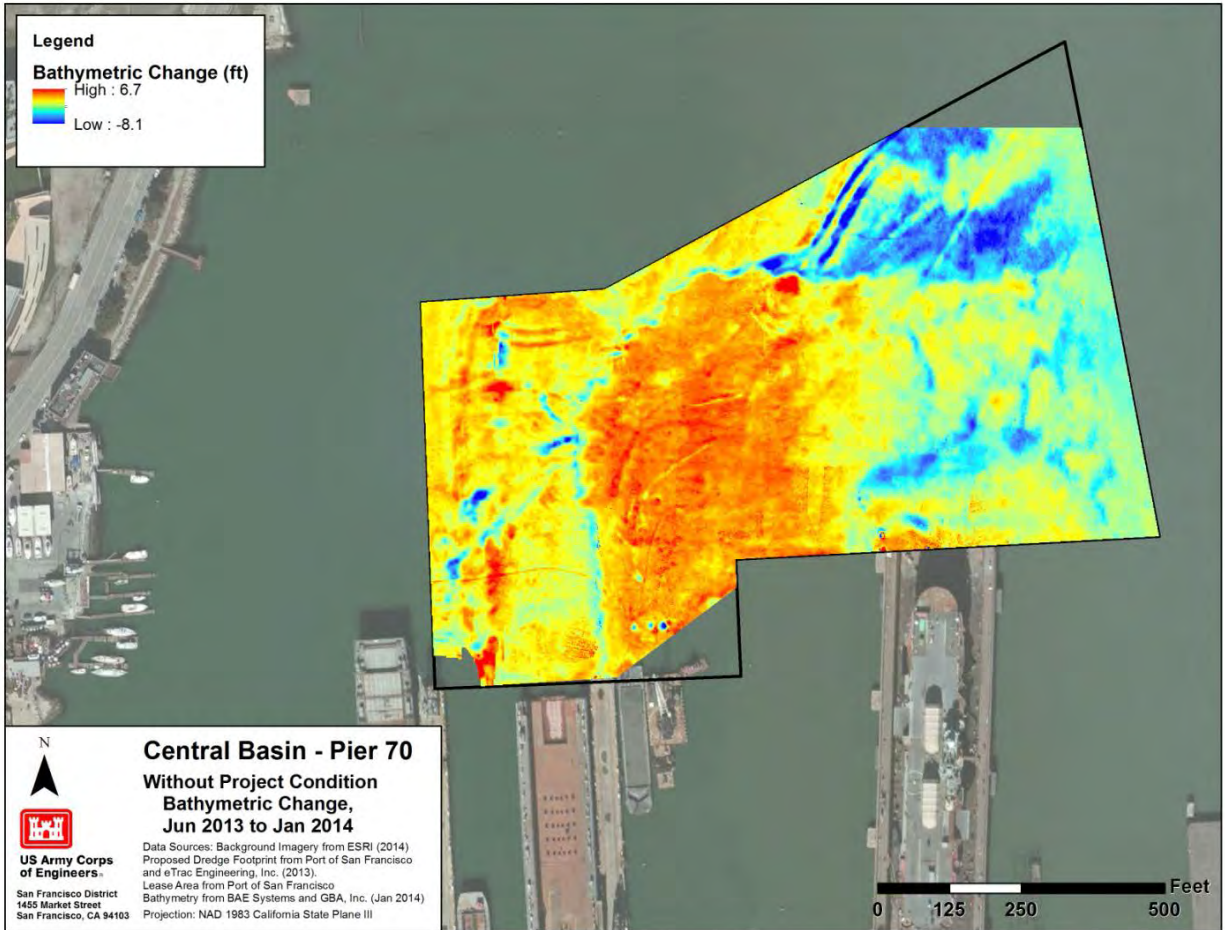 Legend
Bathymetric Change (ft)
High : 6.7
Low : -8.1
N
US Army Corps
of Engineers®
San Francisco District
1455 Market Street
San Francisco, CA 94103
Central Basin - Pier 70
Without Project Condition
Bathymetric Change,
Jun 2013 to Jan 2014
Data Sources: Background Imagery from ESRI (2014)
Proposed Dredge Footprint from Port of San Francisco
and eTrac Engineering, Inc. (2013).
Lease Area from Port of San Francisco
Bathymetry from BAE Systems and GBA, Inc. (Jan 2014)
Projection: NAD 1983 California State Plane III
Feet
0 125 250 500